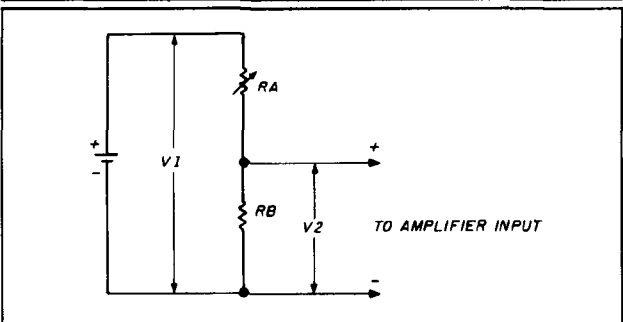 RA
+
+
-
V1
RB
V2
TO AMPLIFIER INPUT
-